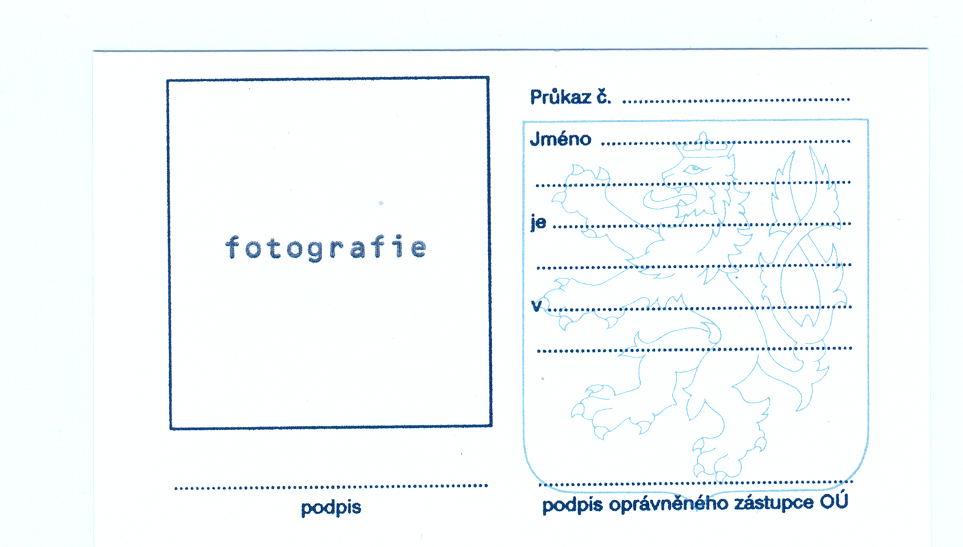 fotografie
podpis
Průkaz č.
Jméno
je
v
podpis oprávněného zástupce OÚ